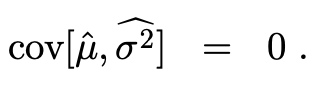 cov[μ̂, σ̂²] = 0 .